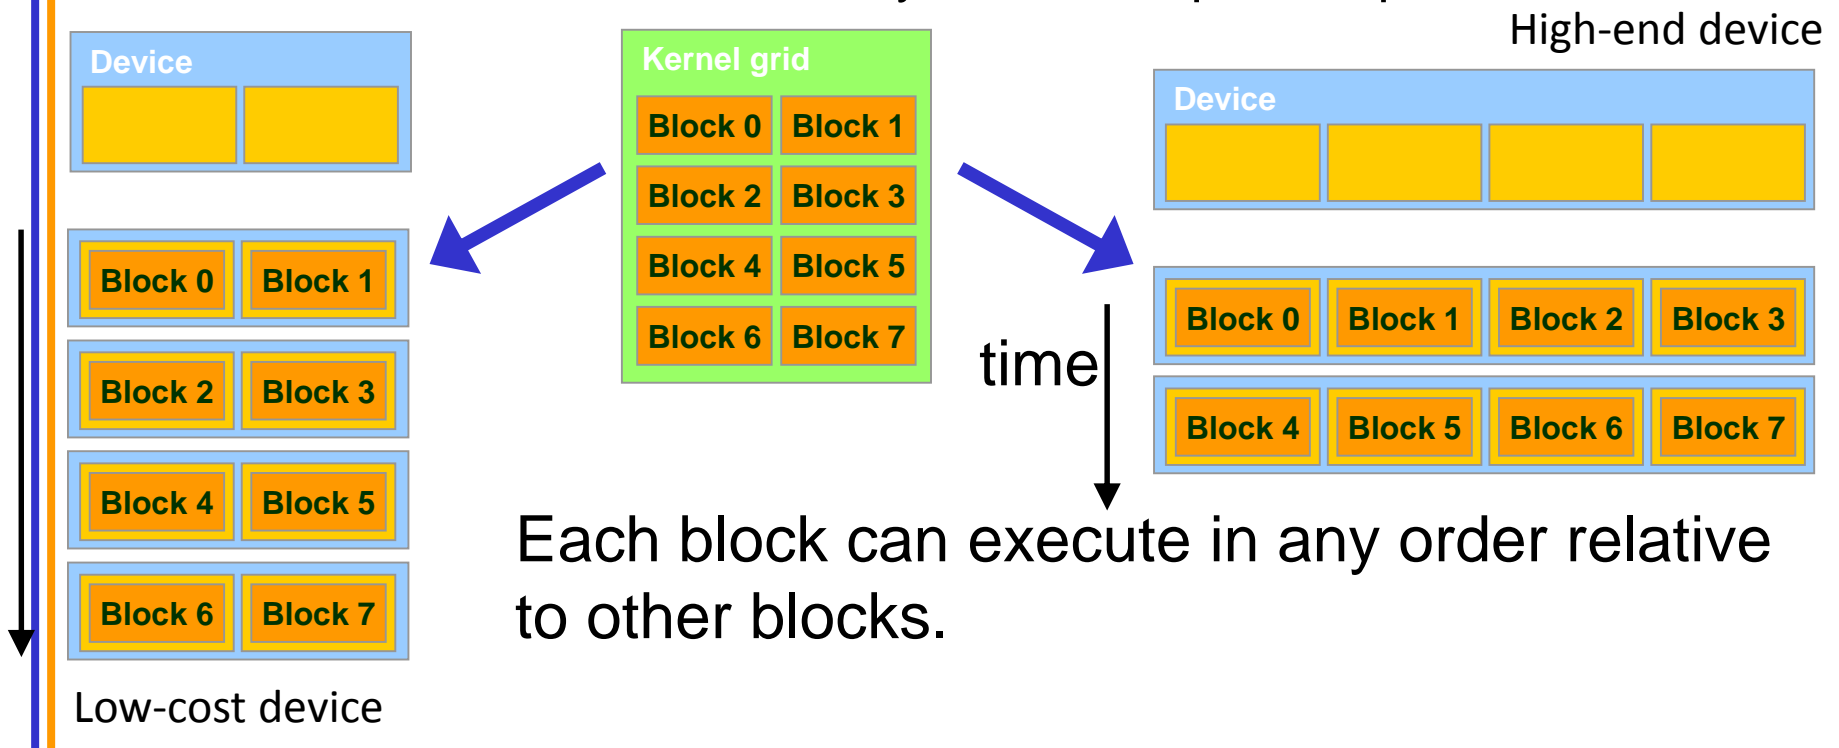 High-end device
Device
Kernel grid
Block 0 Block 1
Block 2 Block 3
Block 4 Block 5
Block 6 Block 7
Device
Block 0 Block 1
Block 2 Block 3
Block 4 Block 5
Block 6 Block 7
Low-cost device
time
Block 0 Block 1 Block 2 Block 3
Block 4 Block 5 Block 6 Block 7
Each block can execute in any order relative
to other blocks.